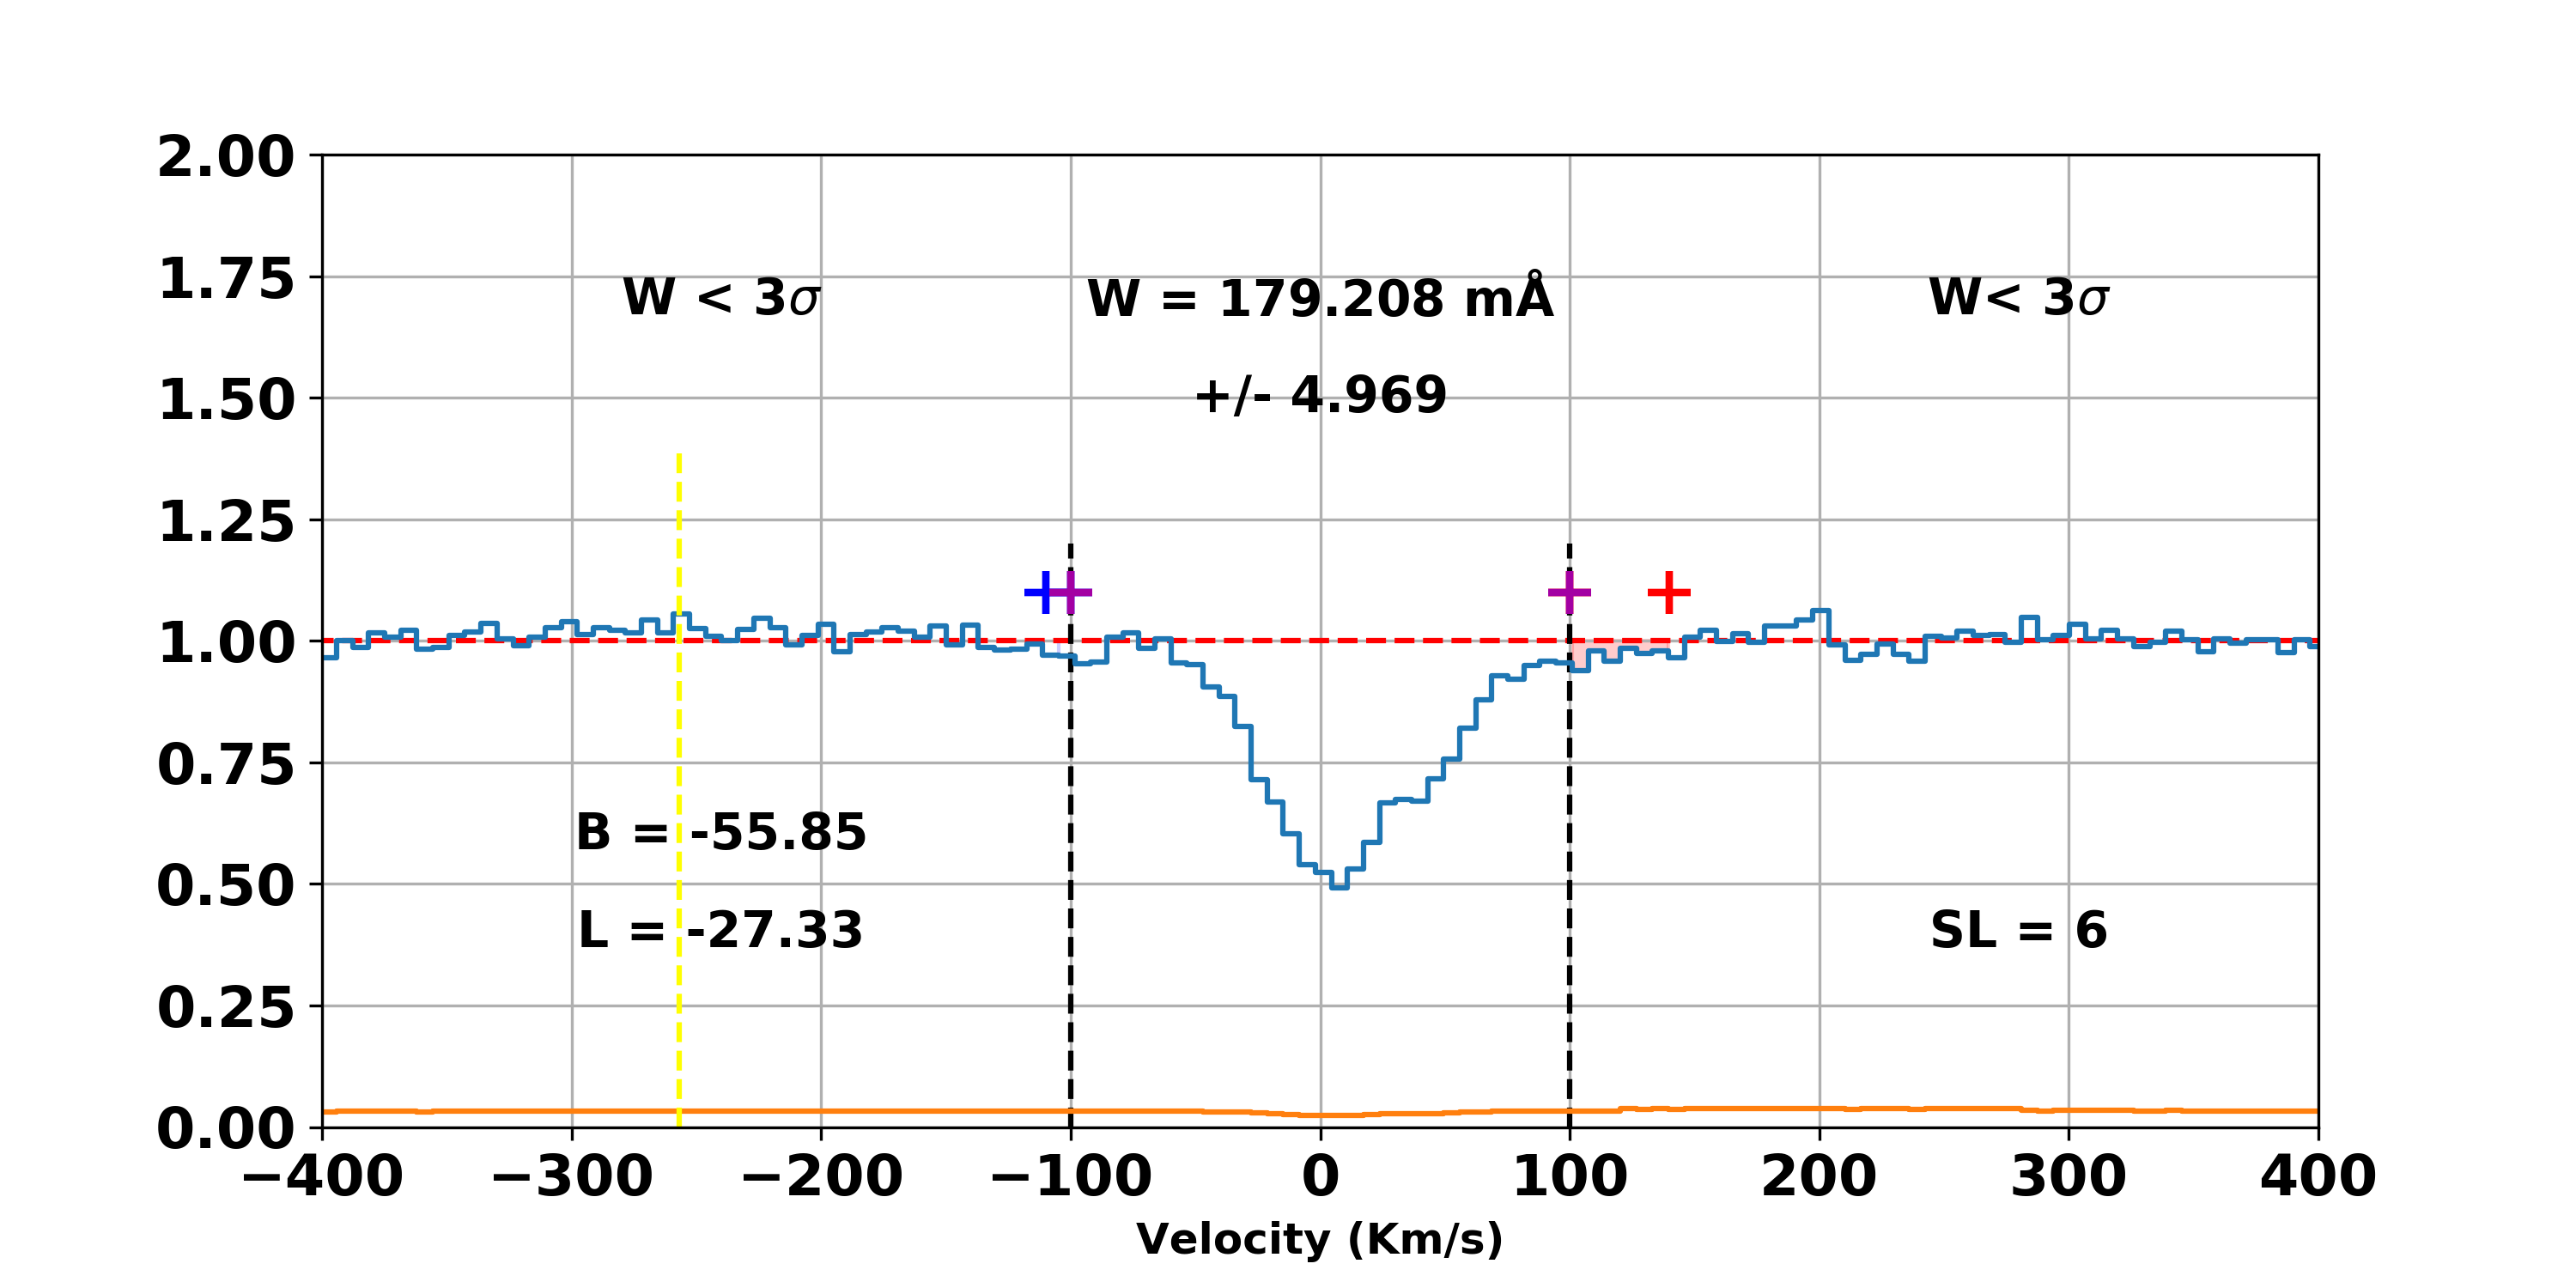 2.00
1.75
1.50
1.25
1.00
0.75
0.50
0.25
0.00
W < 3σ
W = 179.208 mÅ
+/- 4.969
W< 3σ
B = -55.85
L = -27.33
SL = 6
−400 −300 −200 −100 0 100 200 300 400
Velocity (Km/s)